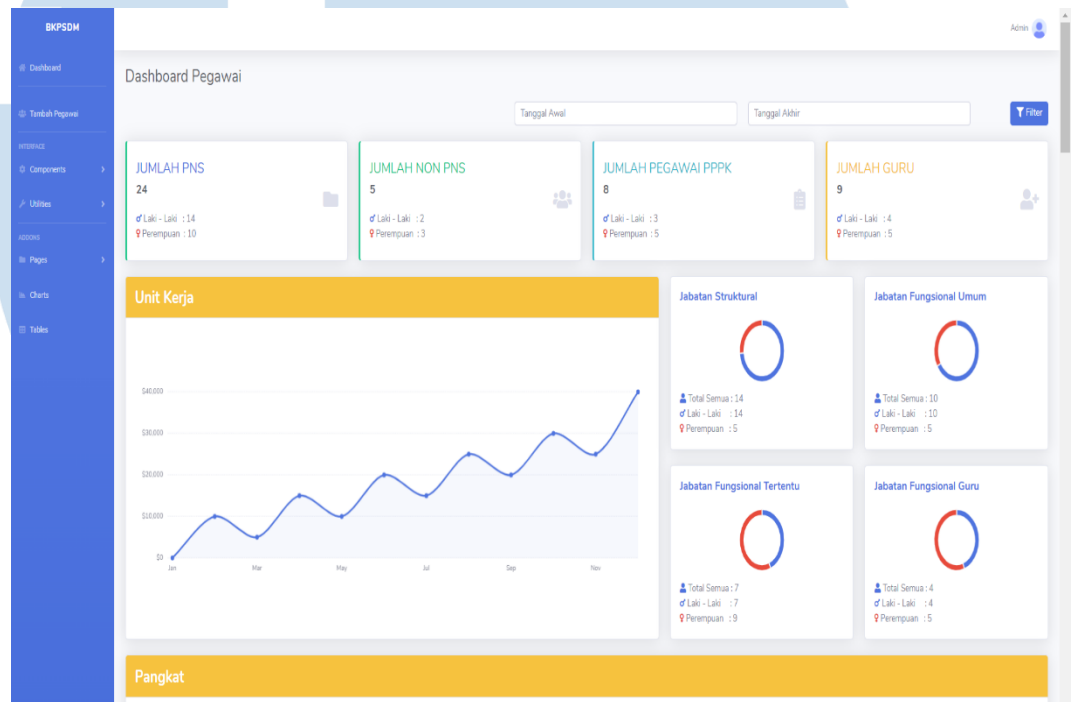 BKPSDM
Admin
Dashboard
Dashboard Pegawai
Tambah Pegawai
Tanggal Awal
Tanggal Akhir
Filter
INTERFACE
Components
Utilities
ADDONS
Pages
Charts
Tables
JUMLAH PNS
24
Laki - Laki : 14
Perempuan : 10
JUMLAH NON PNS
5
Laki - Laki : 2
Perempuan : 3
JUMLAH PEGAWAI PPPK
8
Laki - Laki : 3
Perempuan : 5
JUMLAH GURU
9
Laki - Laki : 4
Perempuan : 5
Unit Kerja
$40,000
$30,000
$20,000
$10,000
$0
Jan Mar May Jul Sep Nov
Jabatan Struktural
Total Semua : 14
Laki - Laki : 14
Perempuan : 5
Jabatan Fungsional Umum
Total Semua : 10
Laki - Laki : 10
Perempuan : 5
Jabatan Fungsional Tertentu
Total Semua : 7
Laki - Laki : 7
Perempuan : 9
Jabatan Fungsional Guru
Total Semua : 4
Laki - Laki : 4
Perempuan : 5
Pangkat